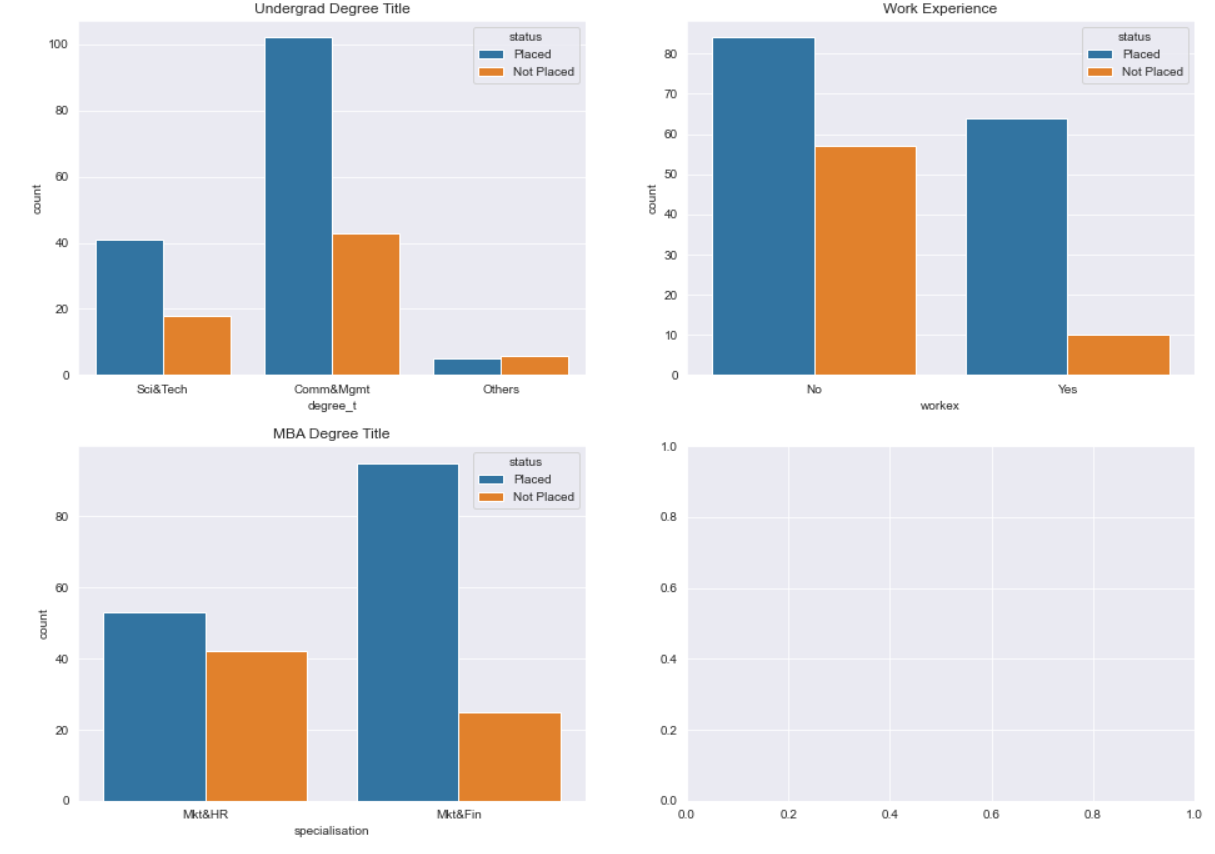 Undergrad Degree Title
status
Placed
Not Placed
100
80
60
40
20
0
count
Sci&Tech Comm&Mgmt Others
degree_t
Work Experience
status
Placed
Not Placed
80
70
60
50
40
30
20
10
0
count
No Yes
workex
MBA Degree Title
status
Placed
Not Placed
80
60
40
20
0
count
Mkt&HR Mkt&Fin
specialisation
1.0
0.8
0.6
0.4
0.2
0.0
0.0 0.2 0.4 0.6 0.8 1.0